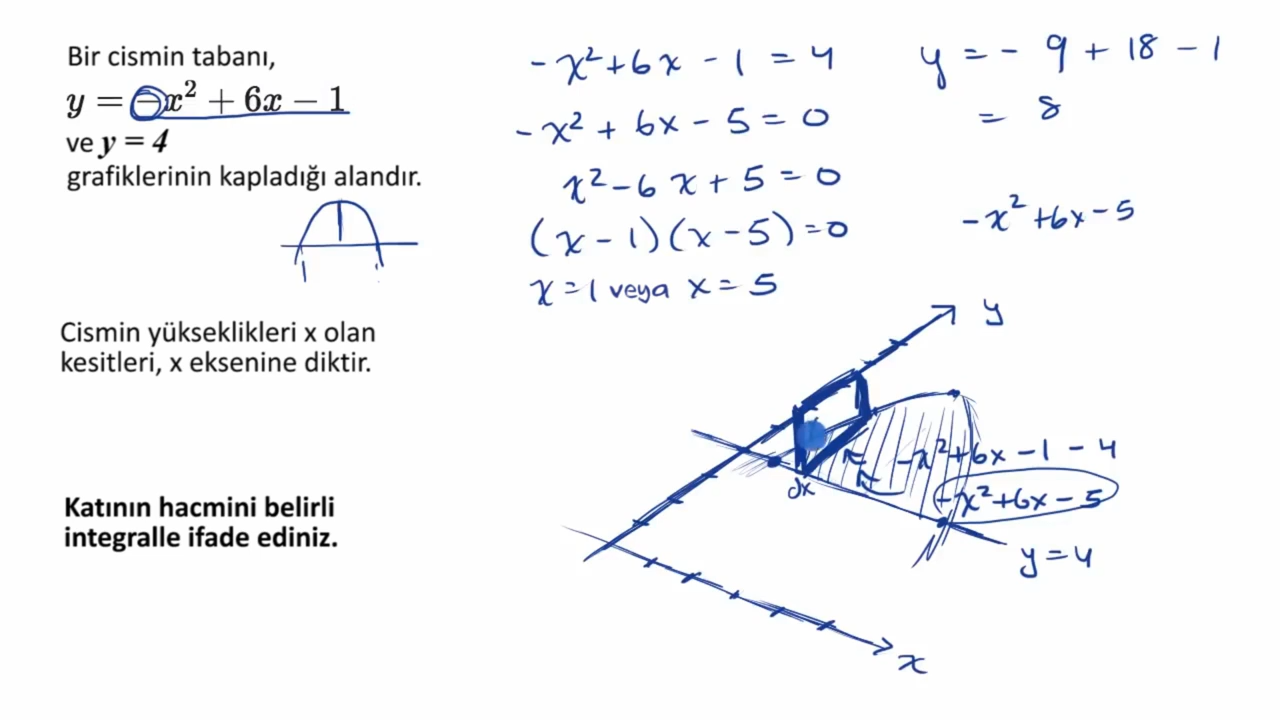 Bir cismin tabanı,
y = −x² + 6x − 1
ve y = 4
grafiklerinin kapladığı alandır.
1
Cismin yükseklikleri x olan
kesitleri, x eksenine diktir.
Katının hacmini belirli
integralle ifade ediniz.
-x² + 6x - 1 = 4
-x² + 6x - 5 = 0
x² - 6x + 5 = 0
(x - 1)(x - 5) = 0
x = 1 veya x = 5
y = - 9 + 18 - 1
= 8
-x² + 6x - 5
y
-x² + 6x - 1 - 4
-x² + 6x - 5
dx
y = 4
x